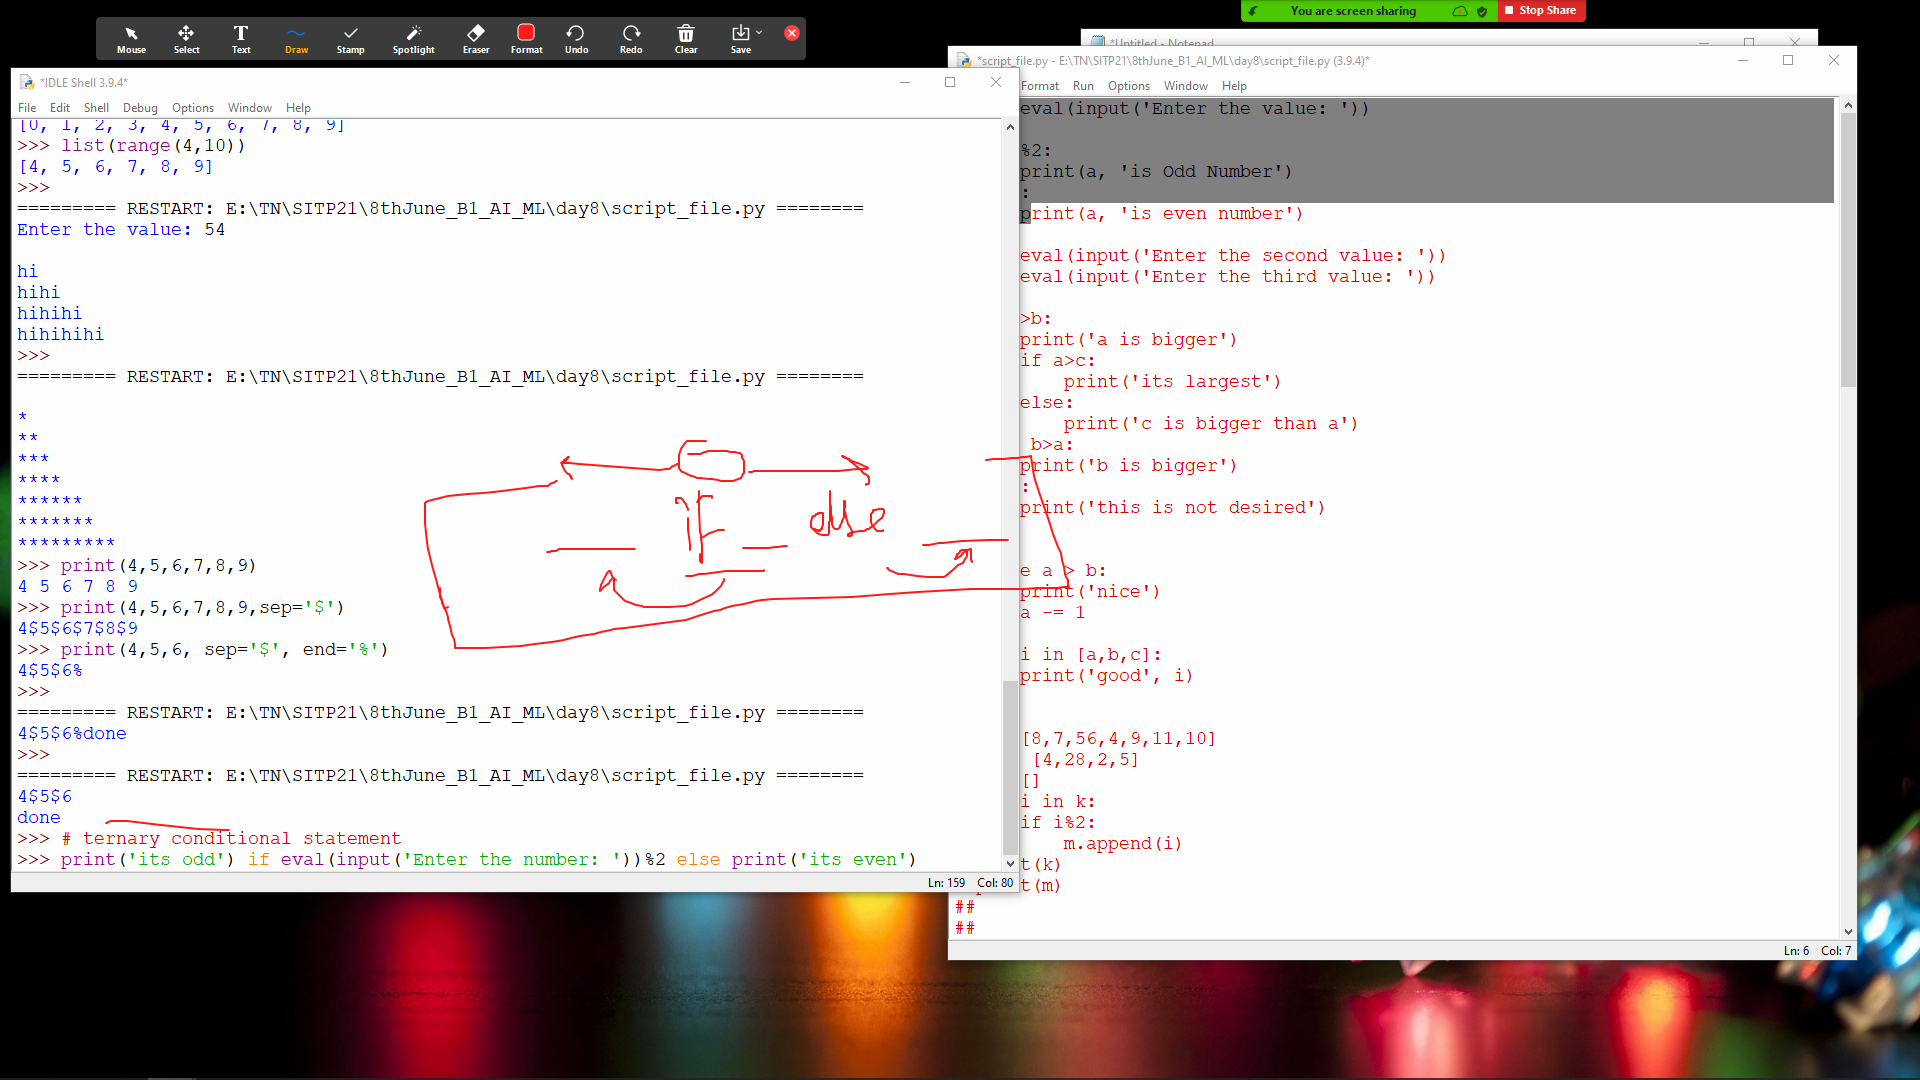 You are screen sharing
Stop Share
Mouse Select Text Draw Stamp Spotlight Eraser Format Undo Redo Clear Save
*IDLE Shell 3.9.4*
File Edit Shell Debug Options Window Help
[0, 1, 2, 3, 4, 5, 6, 7, 8, 9]
>>> list(range(4,10))
[4, 5, 6, 7, 8, 9]
>>>
========= RESTART: E:\TN\SITP21\8thJune_B1_AI_ML\day8\script_file.py ========
Enter the value: 54
hi
hihi
hihihi
hihihihi
>>>
========= RESTART: E:\TN\SITP21\8thJune_B1_AI_ML\day8\script_file.py ========
*
**
***
****
******
*******
*********
>>> print(4,5,6,7,8,9)
4 5 6 7 8 9
>>> print(4,5,6,7,8,9,sep='$')
4$5$6$7$8$9
>>> print(4,5,6, sep='$', end='%')
4$5$6%
>>>
========= RESTART: E:\TN\SITP21\8thJune_B1_AI_ML\day8\script_file.py ========
4$5$6%done
>>>
========= RESTART: E:\TN\SITP21\8thJune_B1_AI_ML\day8\script_file.py ========
4$5$6
done
>>> # ternary conditional statement
>>> print('its odd') if eval(input('Enter the number: '))%2 else print('its even')
Ln: 159 Col: 80
if else
*Untitled - Notepad
*script_file.py - E:\TN\SITP21\8thJune_B1_AI_ML\day8\script_file.py (3.9.4)*
Format Run Options Window Help
eval(input('Enter the value: '))
%2:
print(a, 'is Odd Number')
:
print(a, 'is even number')
eval(input('Enter the second value: '))
eval(input('Enter the third value: '))
>b:
print('a is bigger')
if a>c:
print('its largest')
else:
print('c is bigger than a')
b>a:
print('b is bigger')
:
print('this is not desired')
e a > b:
print('nice')
a -= 1
i in [a,b,c]:
print('good', i)
[8,7,56,4,9,11,10]
[4,28,2,5]
[]
i in k:
if i%2:
m.append(i)
t(k)
t(m)
##
##
Ln: 6 Col: 7